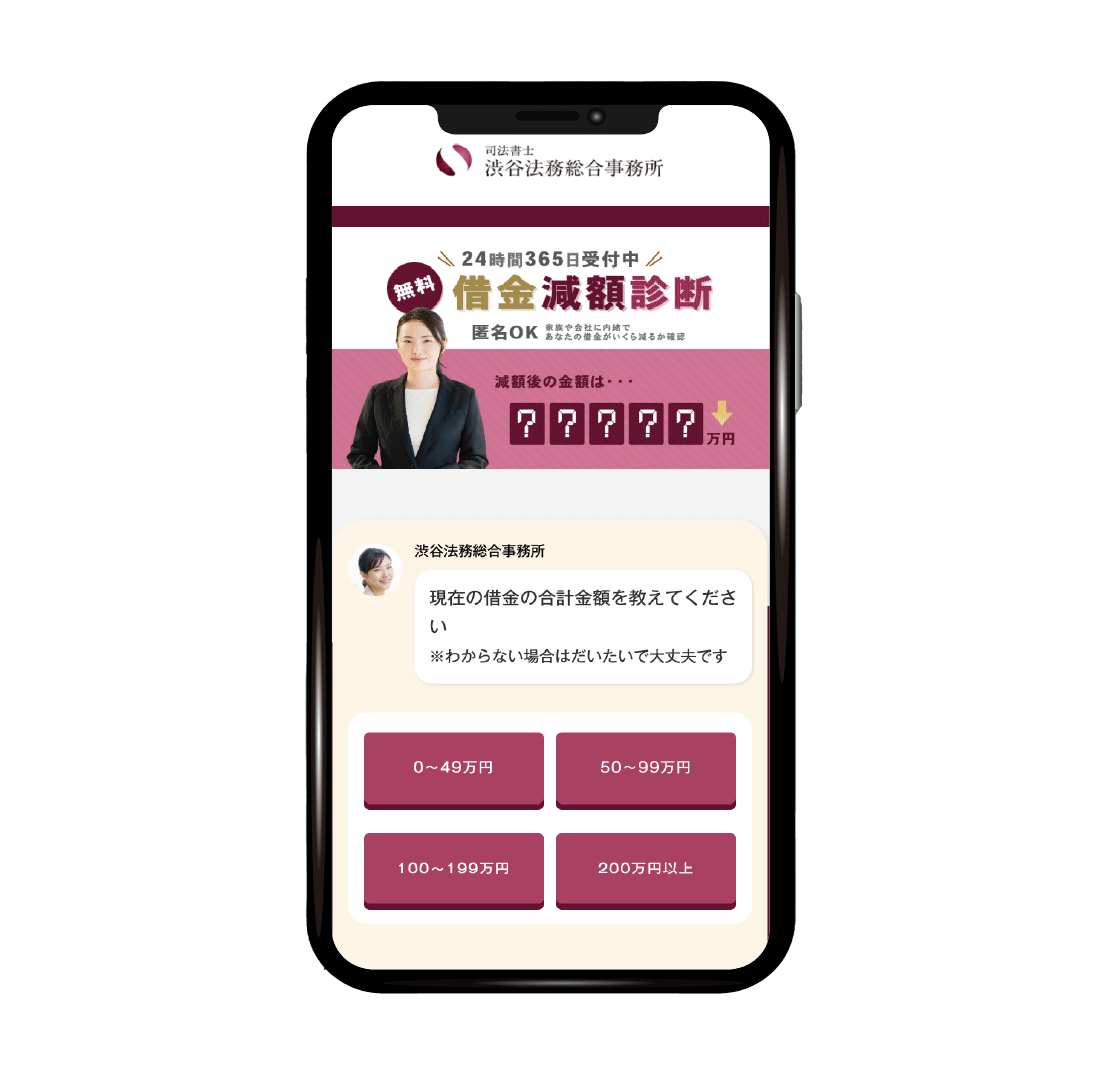 司法書士
渋谷法務総合事務所
24時間365日受付中
無料
借金減額診断
匿名OK
家族や会社に内緒で
あなたの借金がいくら減るか確認
減額後の金額は・・・
? ? ? ? ? 万円
渋谷法務総合事務所
現在の借金の合計金額を教えてくださ
い
※わからない場合はだいたいで大丈夫です
0〜49万円
50〜99万円
100〜199万円
200万円以上